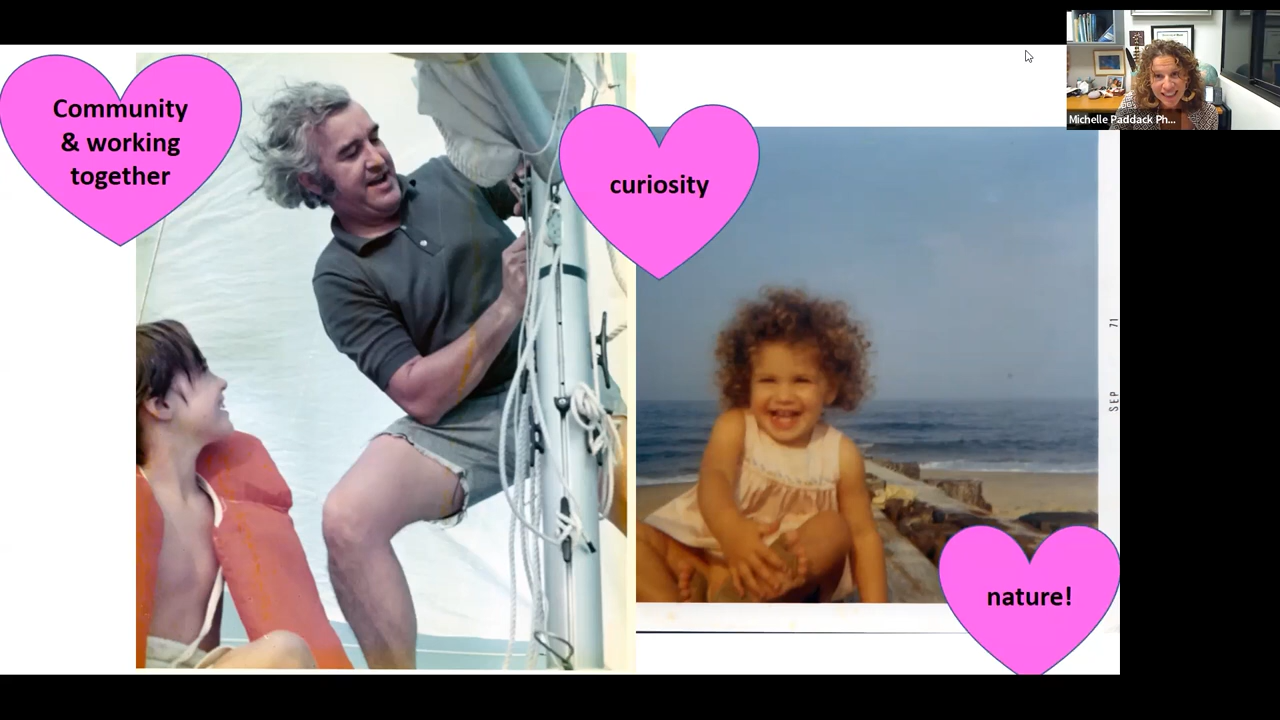 Community
& working
together
curiosity
nature!
SEP 71
Michelle Paddack Ph...